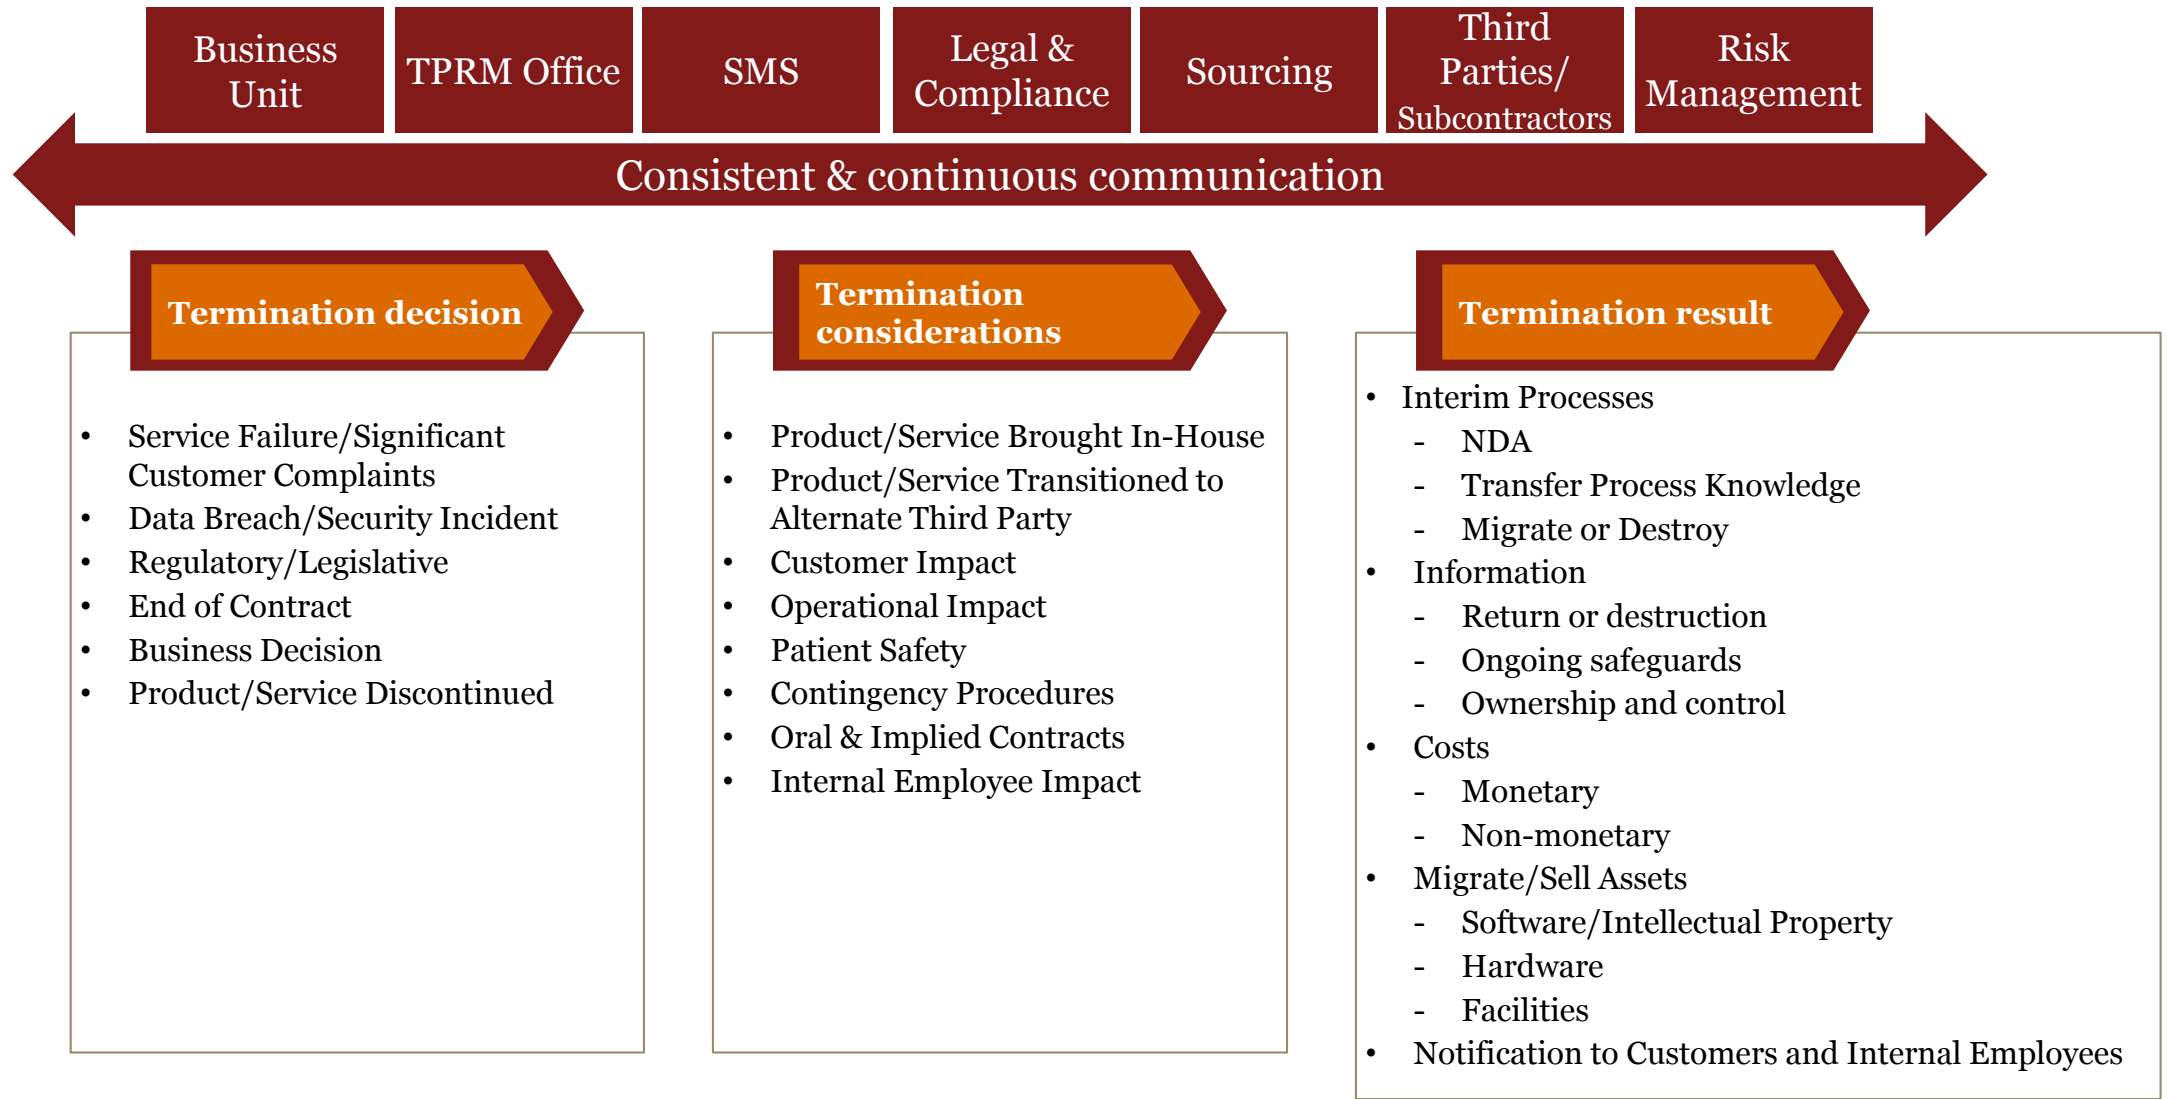 Business
Unit
TPRM Office
SMS
Legal &
Compliance
Sourcing
Third
Parties/
Subcontractors
Risk
Management
Consistent & continuous communication
Termination decision
• Service Failure/Significant
Customer Complaints
• Data Breach/Security Incident
• Regulatory/Legislative
• End of Contract
• Business Decision
• Product/Service Discontinued
Termination
considerations
• Product/Service Brought In-House
• Product/Service Transitioned to
Alternate Third Party
• Customer Impact
• Operational Impact
• Patient Safety
• Contingency Procedures
• Oral & Implied Contracts
• Internal Employee Impact
Termination result
• Interim Processes
- NDA
- Transfer Process Knowledge
- Migrate or Destroy
• Information
- Return or destruction
- Ongoing safeguards
- Ownership and control
• Costs
- Monetary
- Non-monetary
• Migrate/Sell Assets
- Software/Intellectual Property
- Hardware
- Facilities
• Notification to Customers and Internal Employees